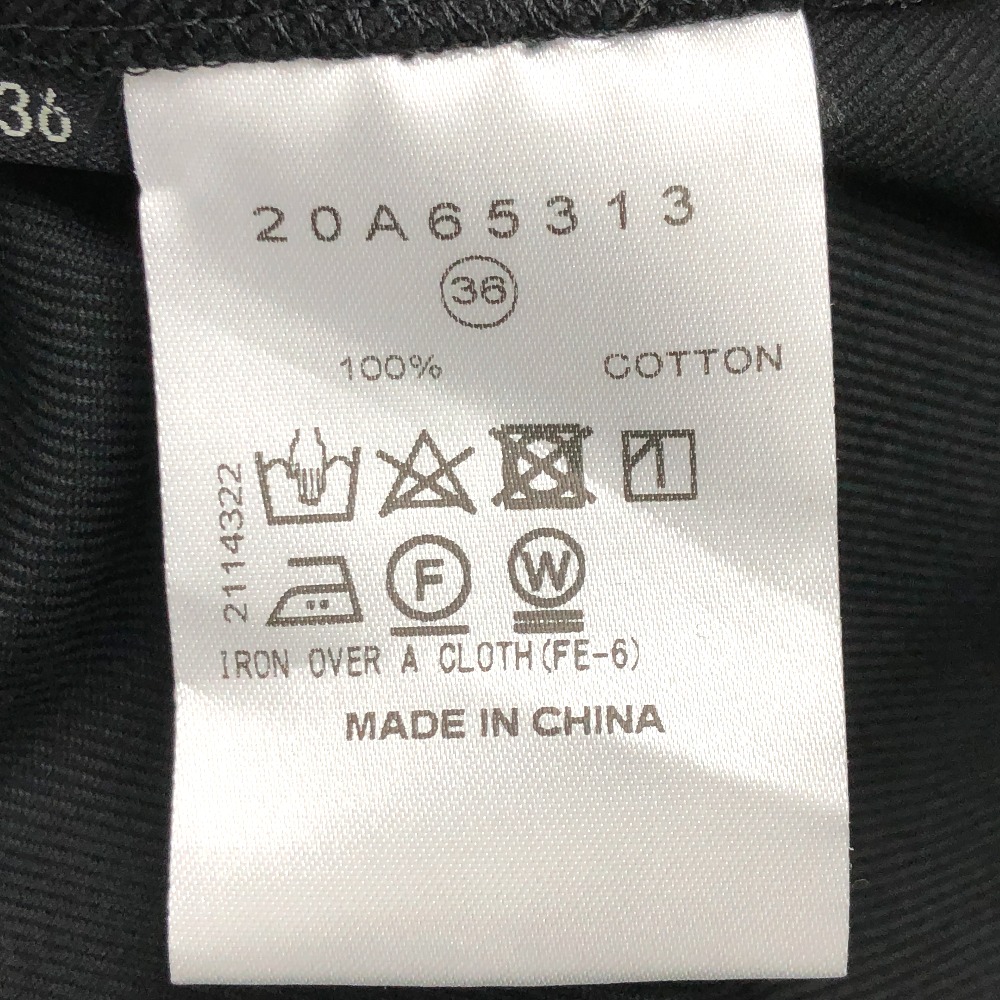 36
20A65313
36
100% COTTON
2114322
F W
IRON OVER A CLOTH(FE-6)
MADE IN CHINA